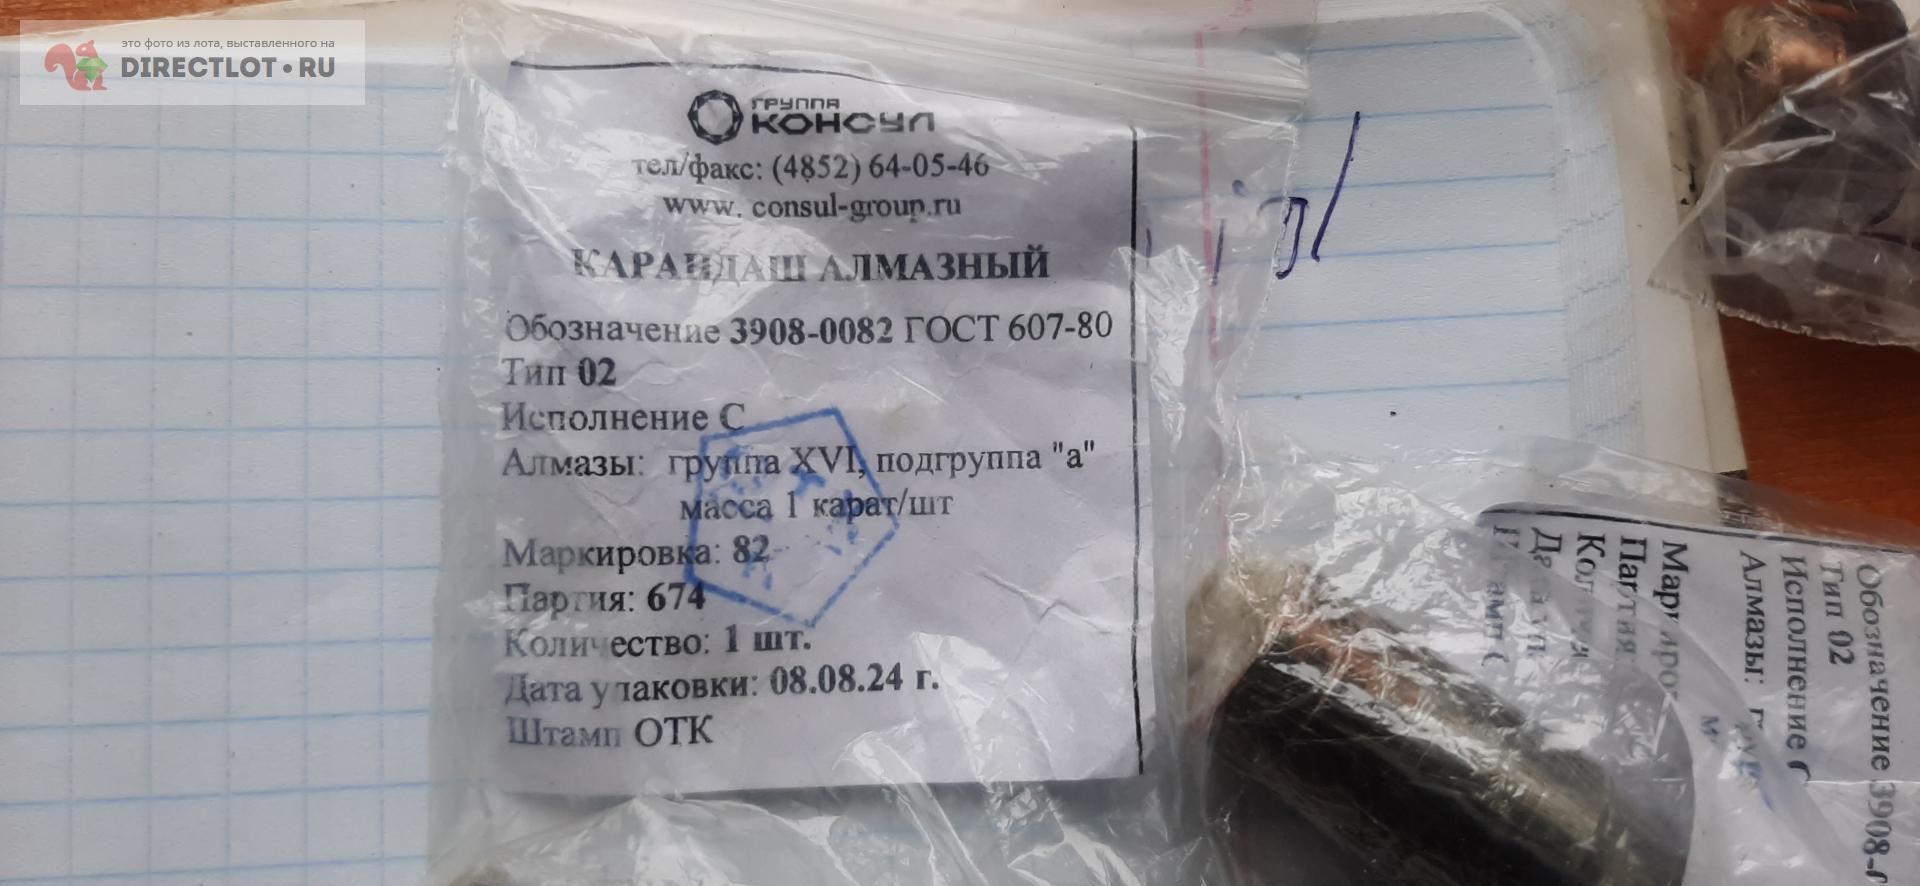 это фото из лота, выставленного на
DIRECTLOT•RU
ГРУППА
КОНСУЛ
тел/факс: (4852) 64-05-46
www. consul-group.ru
КАРАНДАШ АЛМАЗНЫЙ
Обозначение 3908-0082 ГОСТ 607-80
Тип 02
Исполнение С
Алмазы: группа XVI, подгруппа "а"
масса 1 карат/шт
Маркировка: 82
Партия: 674
Количество: 1 шт.
Дата упаковки: 08.08.24 г.
Штамп ОТК
Обозначение 3908-
Тип 02
Исполнение С
Алмазы: